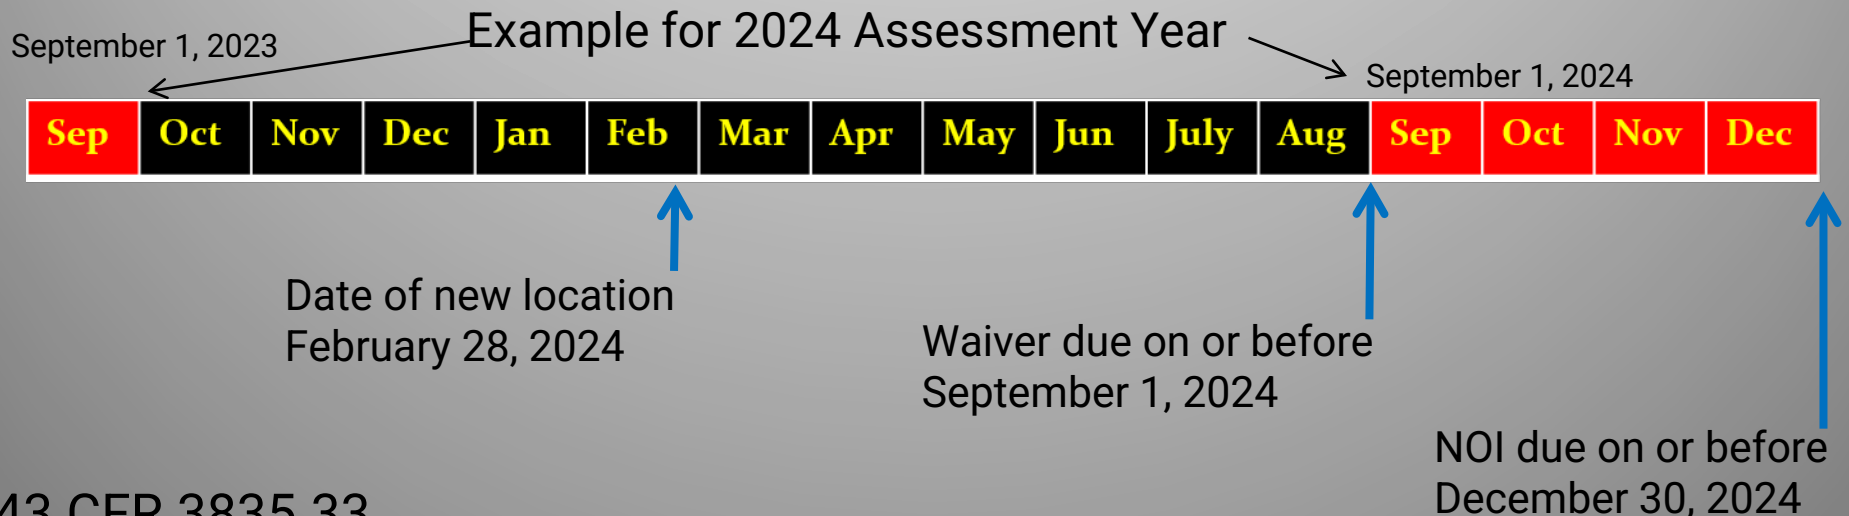 Example for 2024 Assessment Year
September 1, 2023
September 1, 2024
Sep Oct Nov Dec Jan Feb Mar Apr May Jun July Aug Sep Oct Nov Dec
Date of new location
February 28, 2024
Waiver due on or before
September 1, 2024
NOI due on or before
December 30, 2024
43 CFR 3835.33